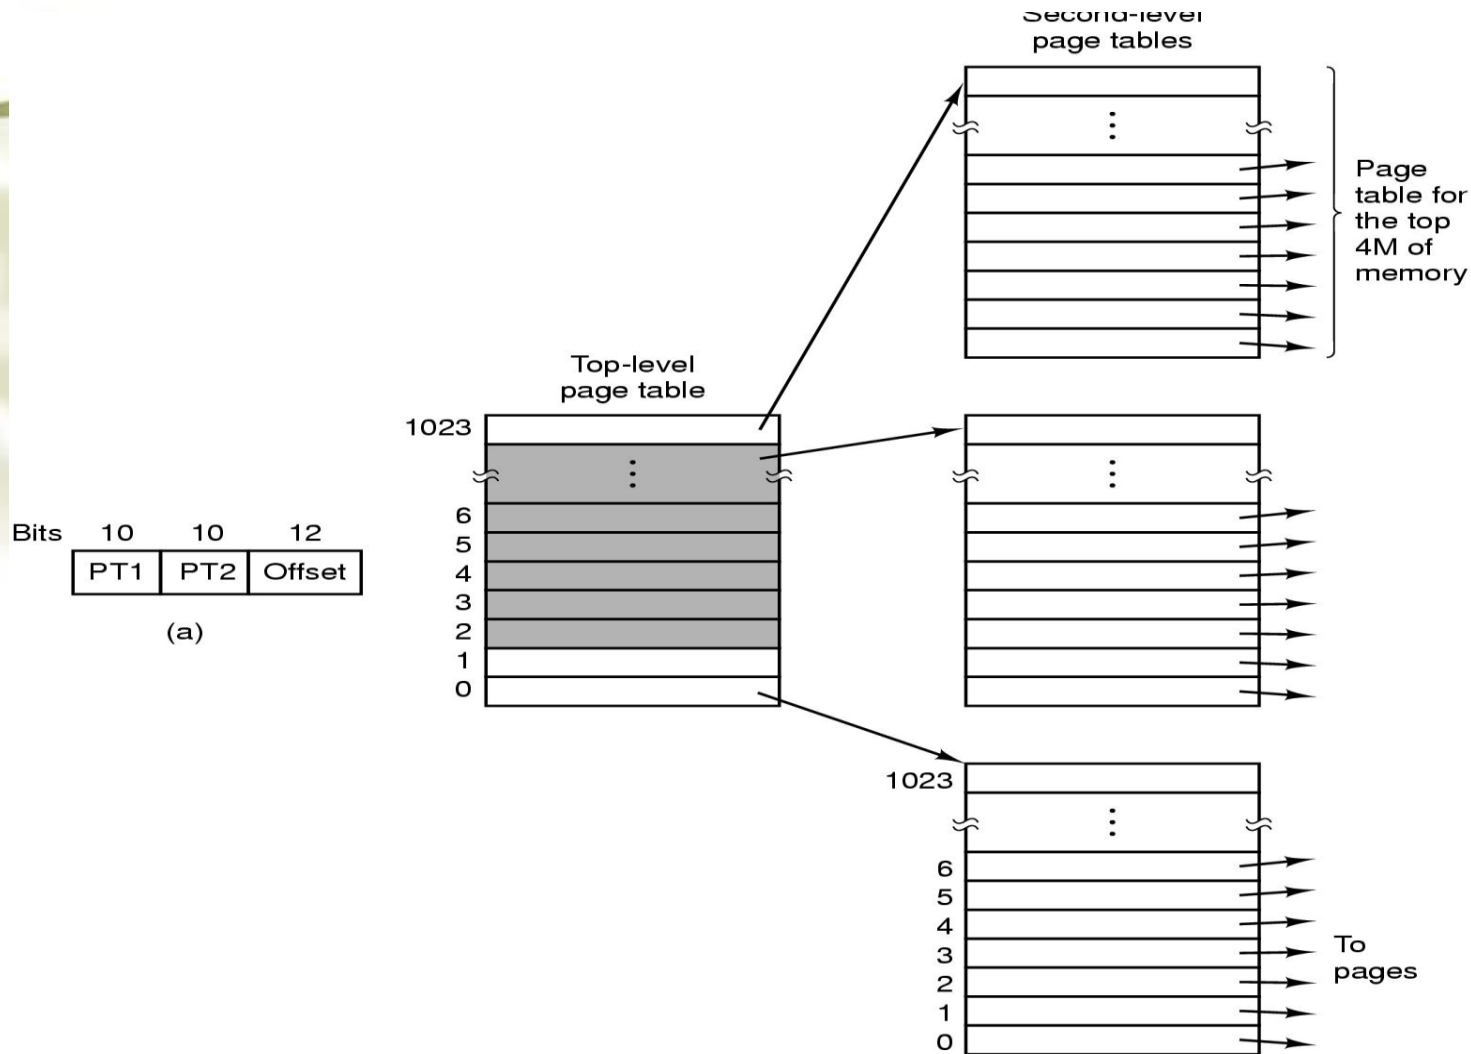 Second-level
page tables
Page
table for
the top
4M of
memory
Top-level
page table
1023
6
5
4
3
2
1
0
Bits 10 10 12
PT1 PT2 Offset
(a)
1023
6
5
4
3
2
1
0
To
pages